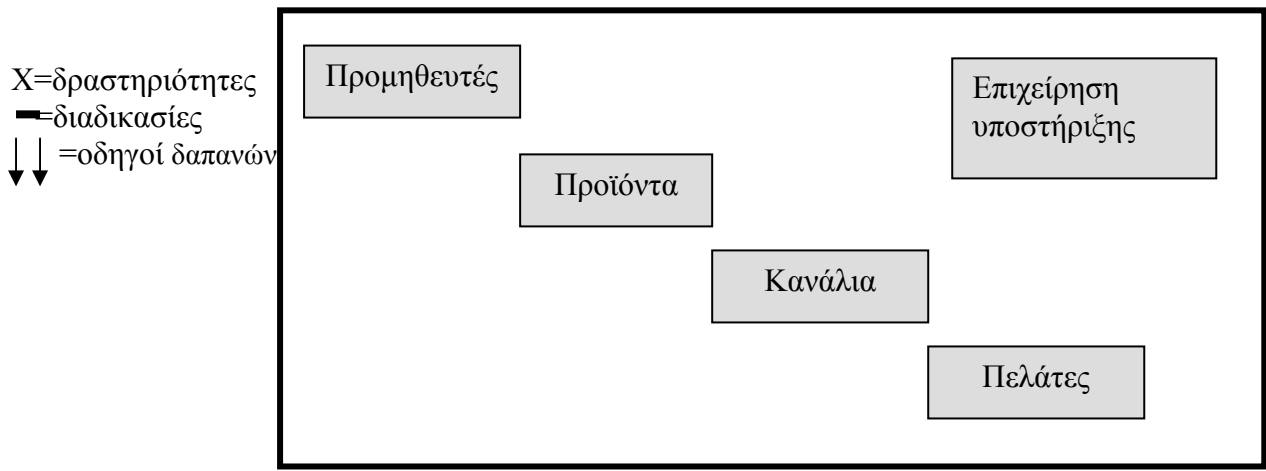 Χ=δραστηριότητες
=διαδικασίες
=οδηγοί δαπανών
Προμηθευτές
Επιχείρηση
υποστήριξης
Προϊόντα
Κανάλια
Πελάτες